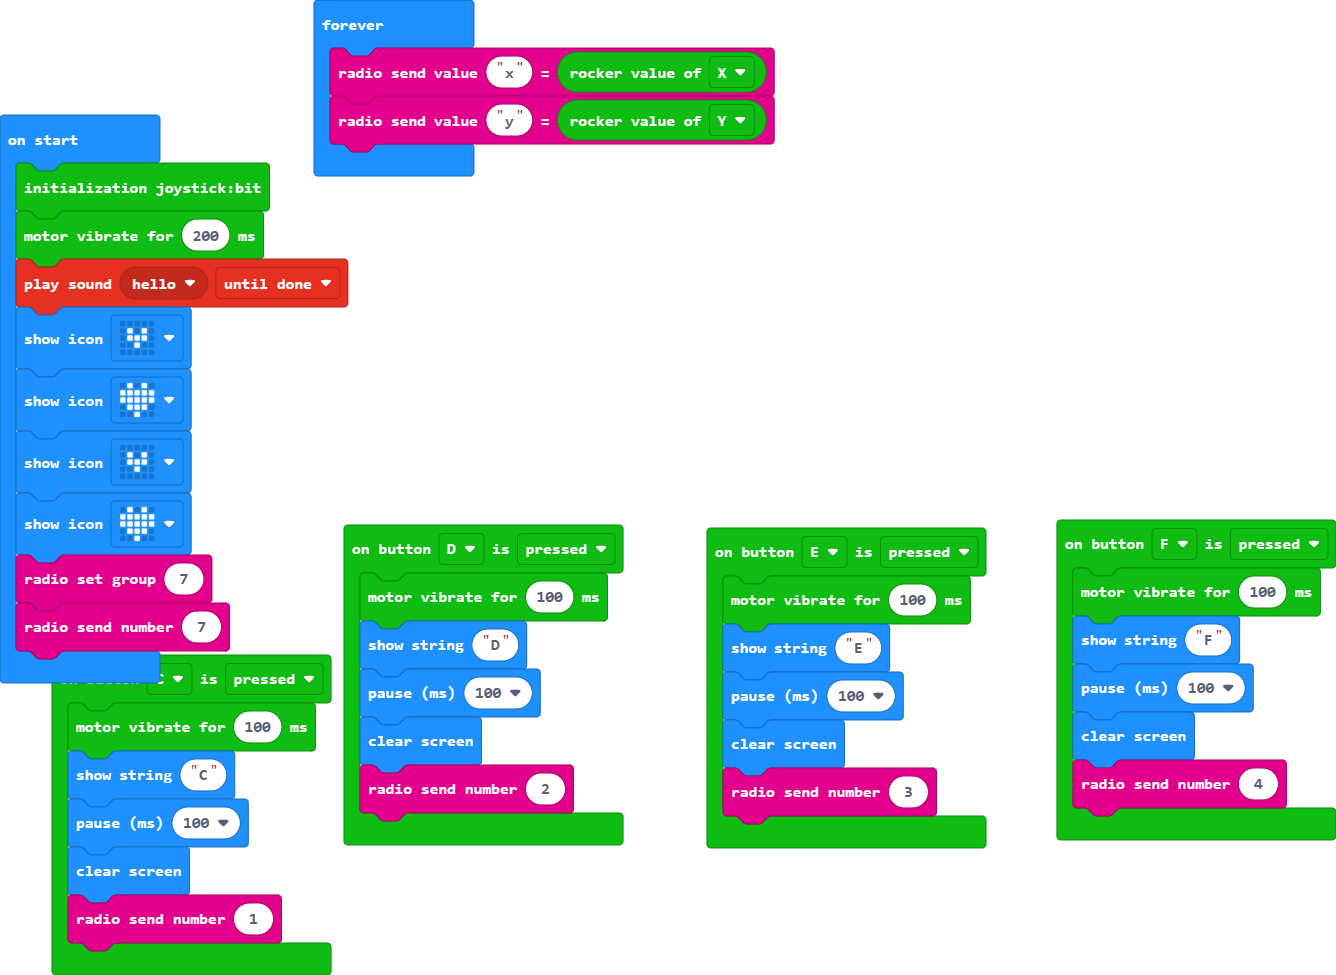 forever
radio send value "x" = rocker value of X
radio send value "y" = rocker value of Y
on start
initialization joystick:bit
motor vibrate for 200 ms
play sound hello until done
show icon
show icon
show icon
show icon
radio set group 7
radio send number 7
C is pressed
motor vibrate for 100 ms
show string "C"
pause (ms) 100
clear screen
radio send number 1
on button D is pressed
motor vibrate for 100 ms
show string "D"
pause (ms) 100
clear screen
radio send number 2
on button E is pressed
motor vibrate for 100 ms
show string "E"
pause (ms) 100
clear screen
radio send number 3
on button F is pressed
motor vibrate for 100 ms
show string "F"
pause (ms) 100
clear screen
radio send number 4